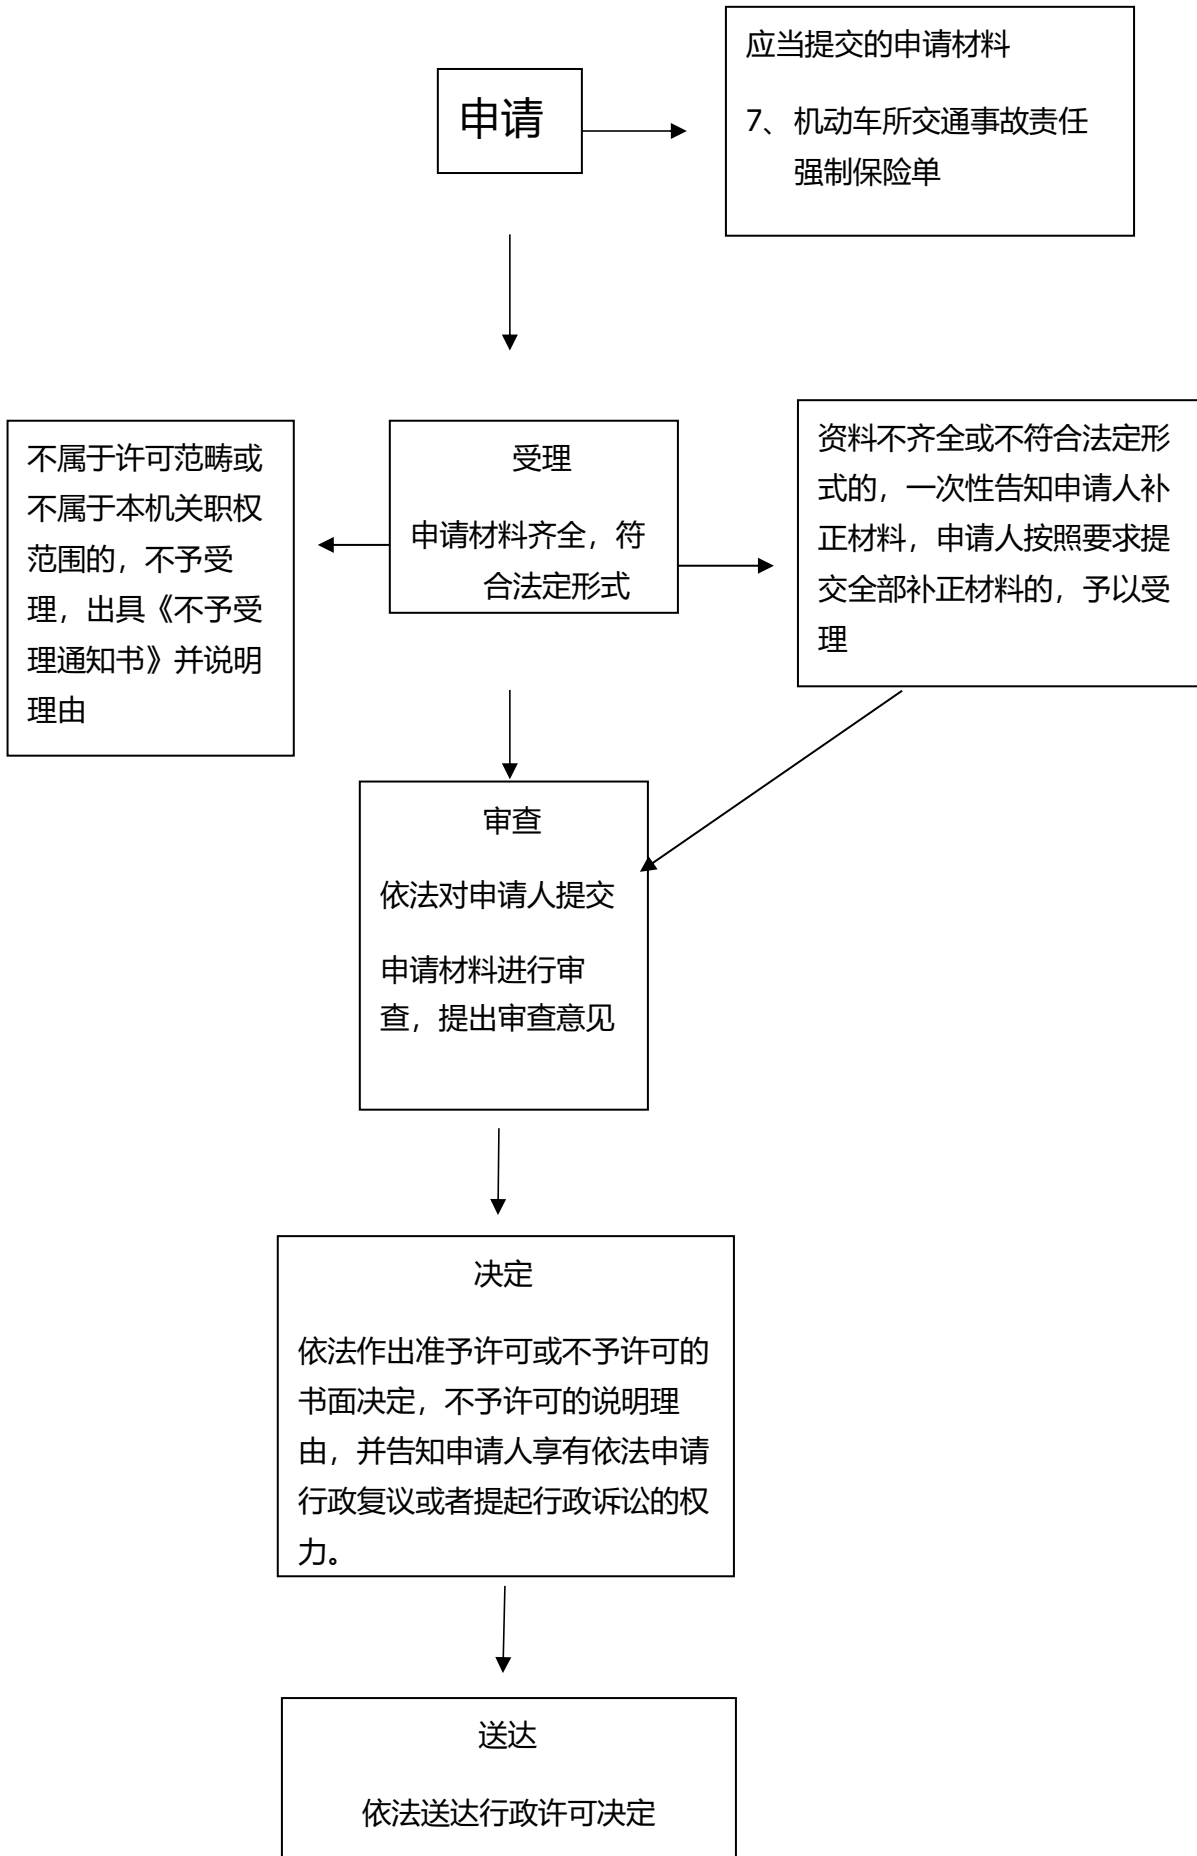 应当提交的申请材料
申请
7、机动车所交通事故责任
强制保险单
不属于许可范畴或
不属于本机关职权
范围的，不予受
理，出具《不予受
理通知书》并说明
理由
受理
申请材料齐全，符
合法定形式
资料不齐全或不符合法定形
式的，一次性告知申请人补
正材料，申请人按照要求提
交全部补正材料的，予以受
理
审查
依法对申请人提交
申请材料进行审
查，提出审查意见
决定
依法作出准予许可或不予许可的
书面决定，不予许可的说明理
由，并告知申请人享有依法申请
行政复议或者提起行政诉讼的权
力。
送达
依法送达行政许可决定